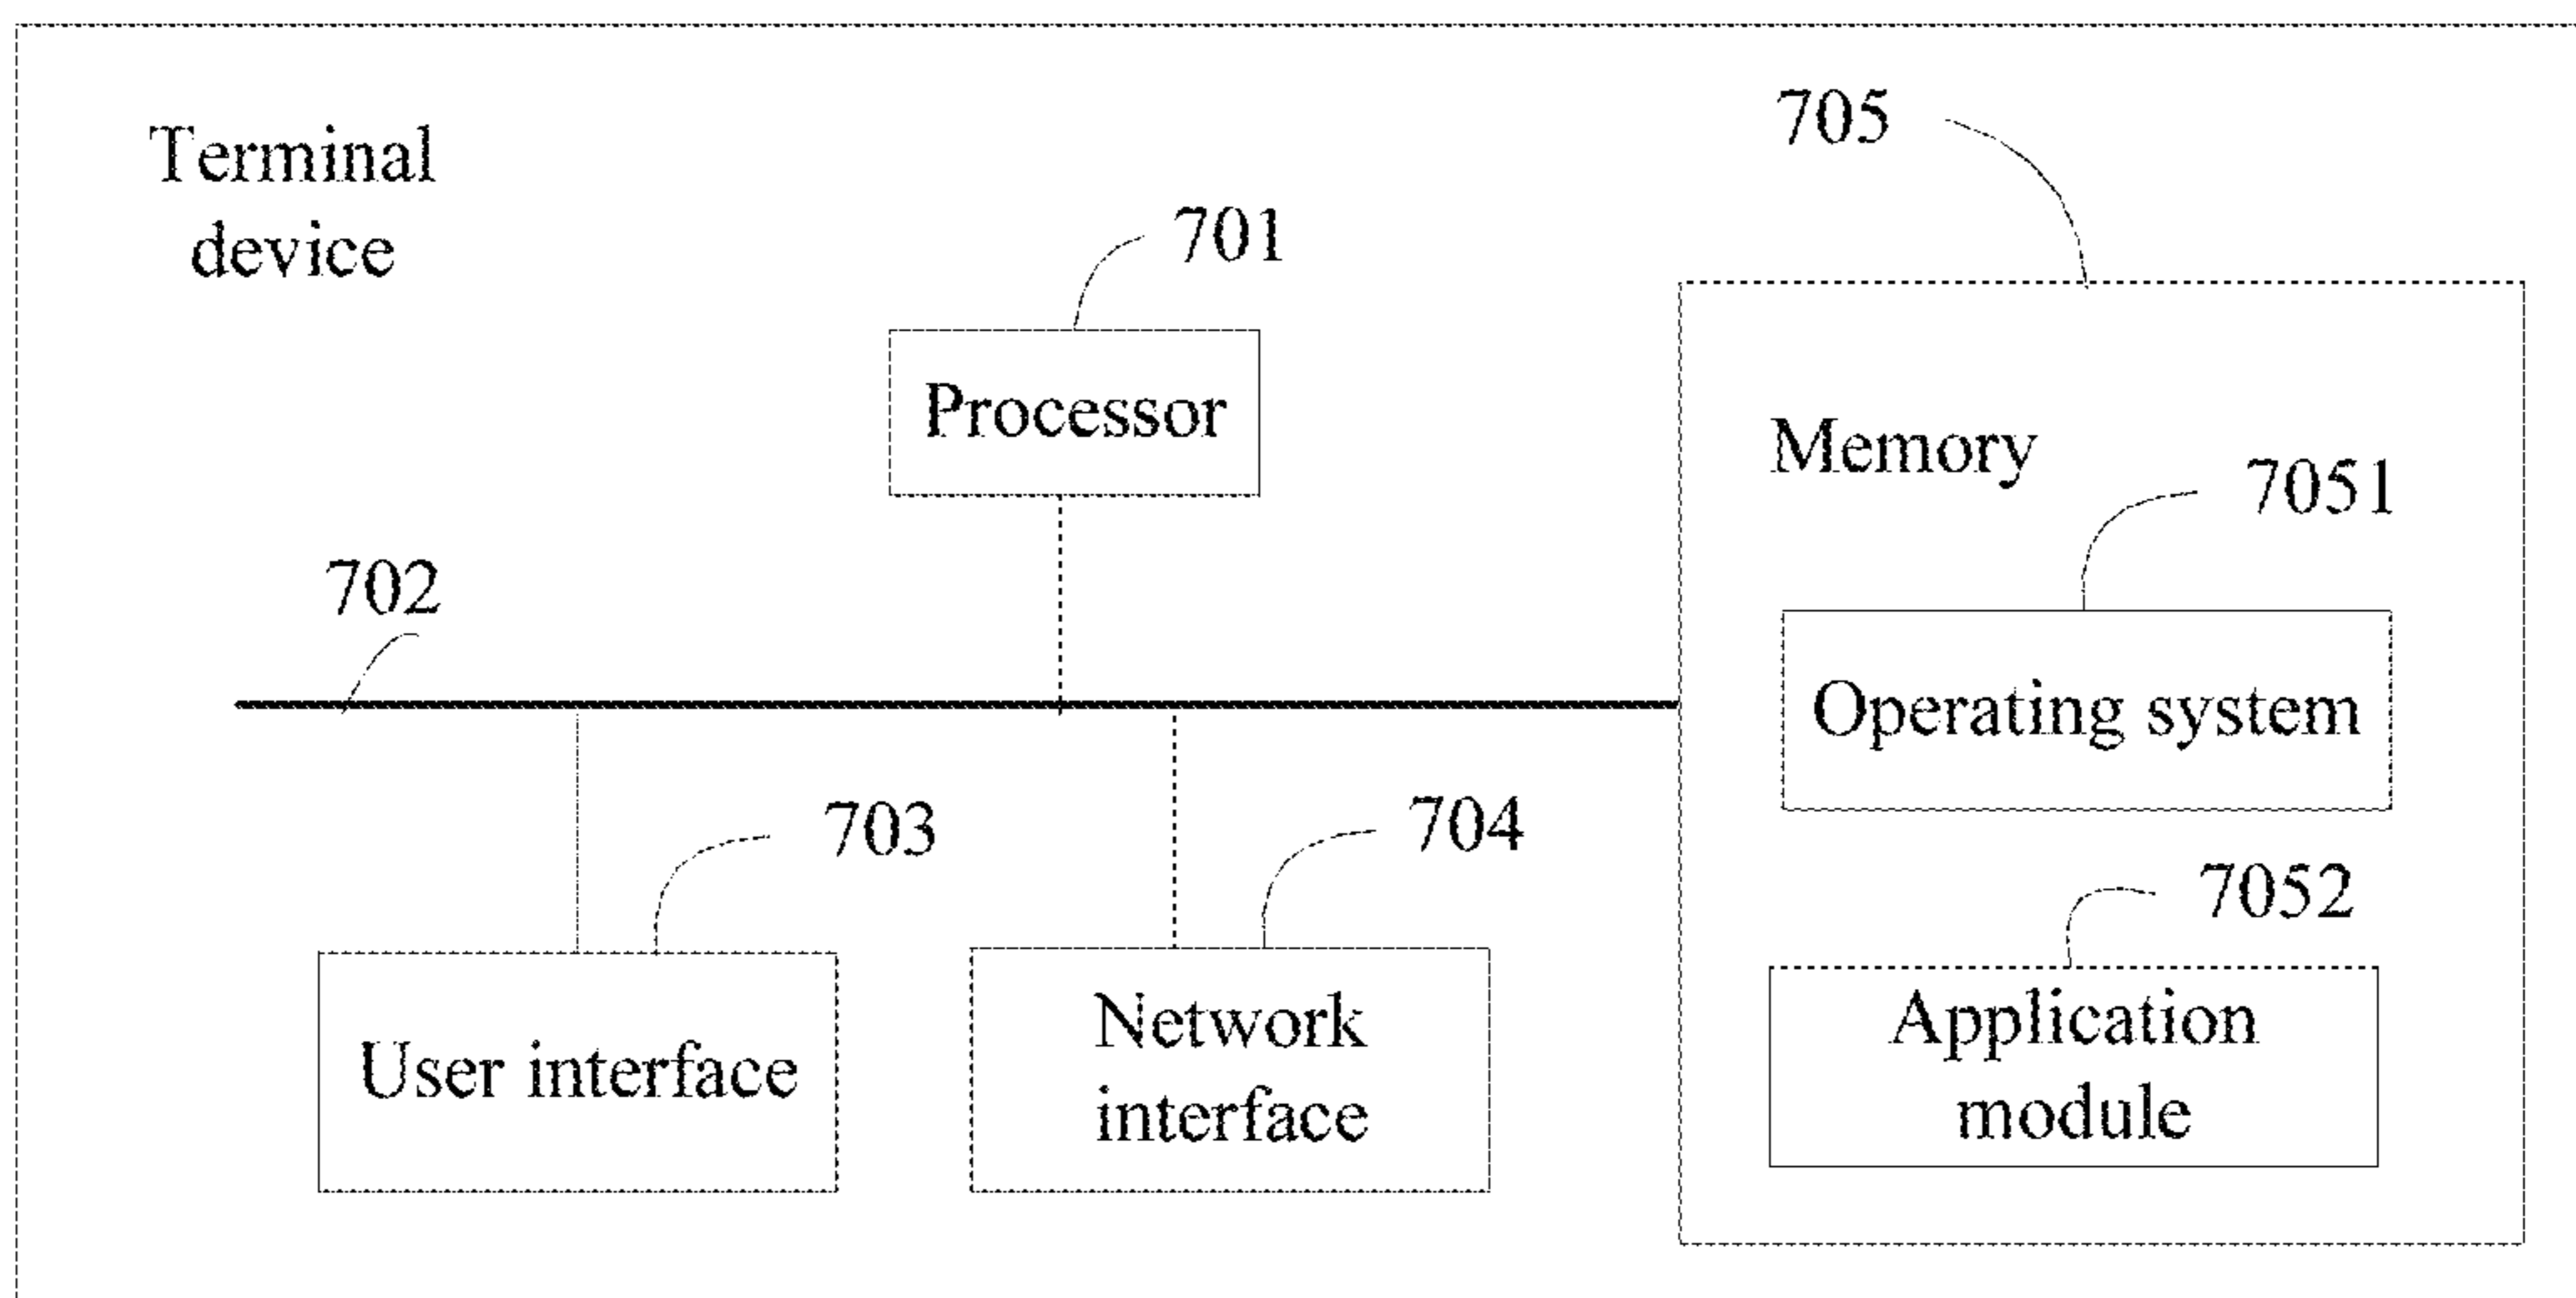 Terminal
device
705
701
Processor
Memory
7051
702
Operating system
703
704
7052
User interface
Network
interface
Application
module